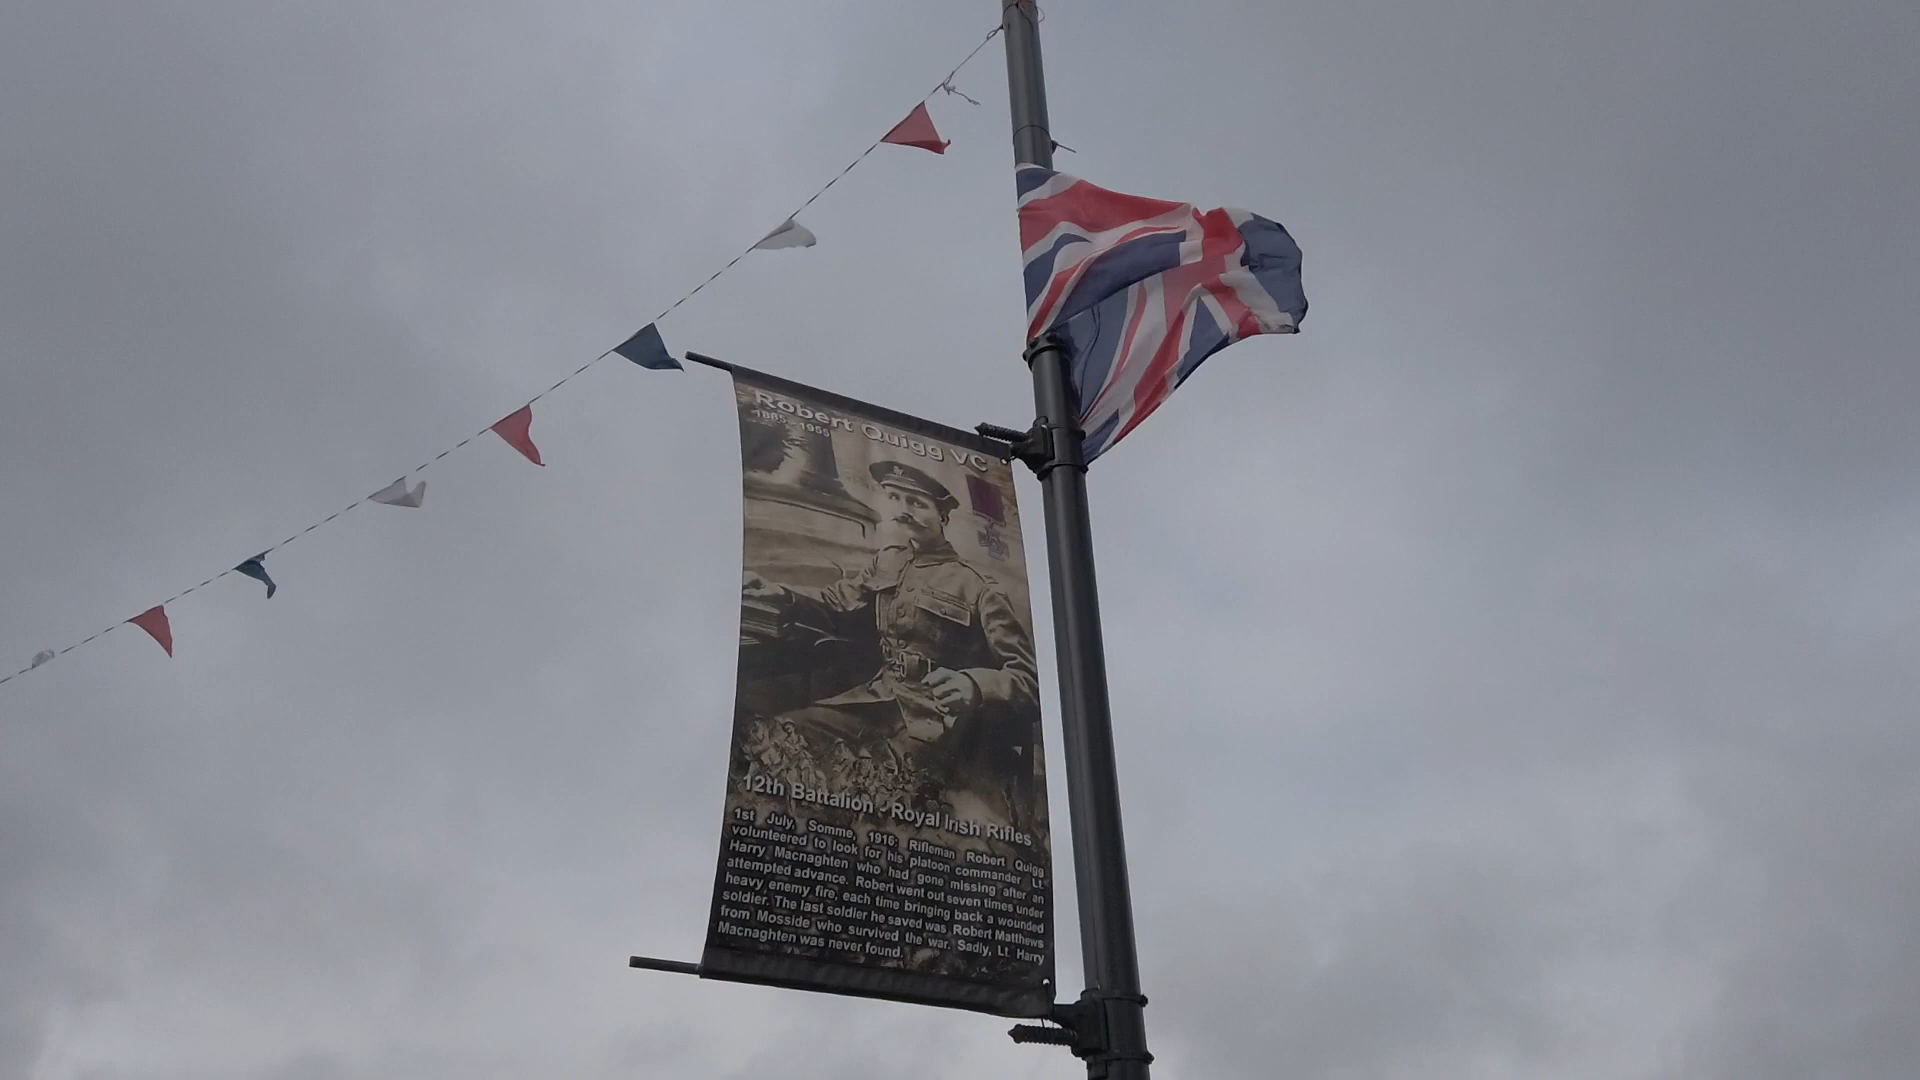 Robert Quigg VC
1885 - 1955
12th Battalion - Royal Irish Rifles
1st July, Somme, 1916: Rifleman Robert Quigg
volunteered to look for his platoon commander Lt.
Harry Macnaghten who had gone missing after an
attempted advance. Robert went out seven times under
heavy enemy fire, each time bringing back a wounded
soldier. The last soldier he saved was Robert Matthews
from Mosside who survived the war. Sadly, Lt. Harry
Macnaghten was never found.